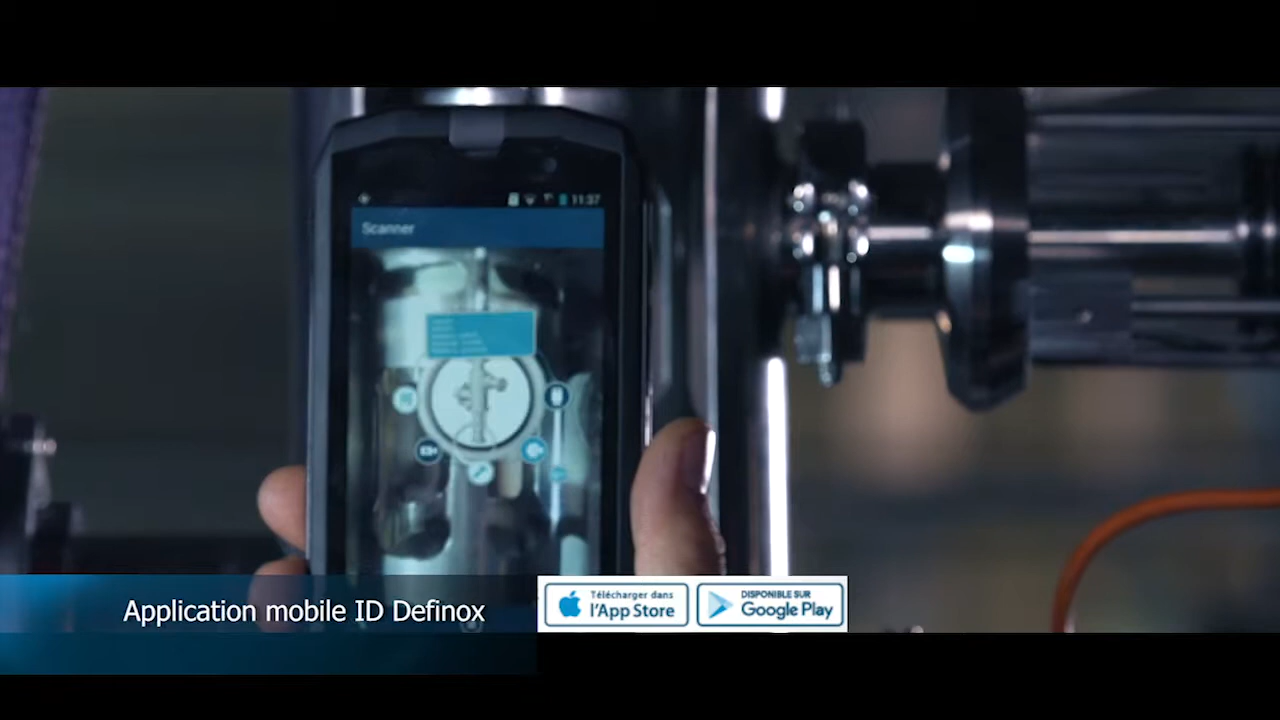 11:37
Scanner
Application mobile ID Definox
Télécharger dans
l'App Store
DISPONIBLE SUR
Google Play